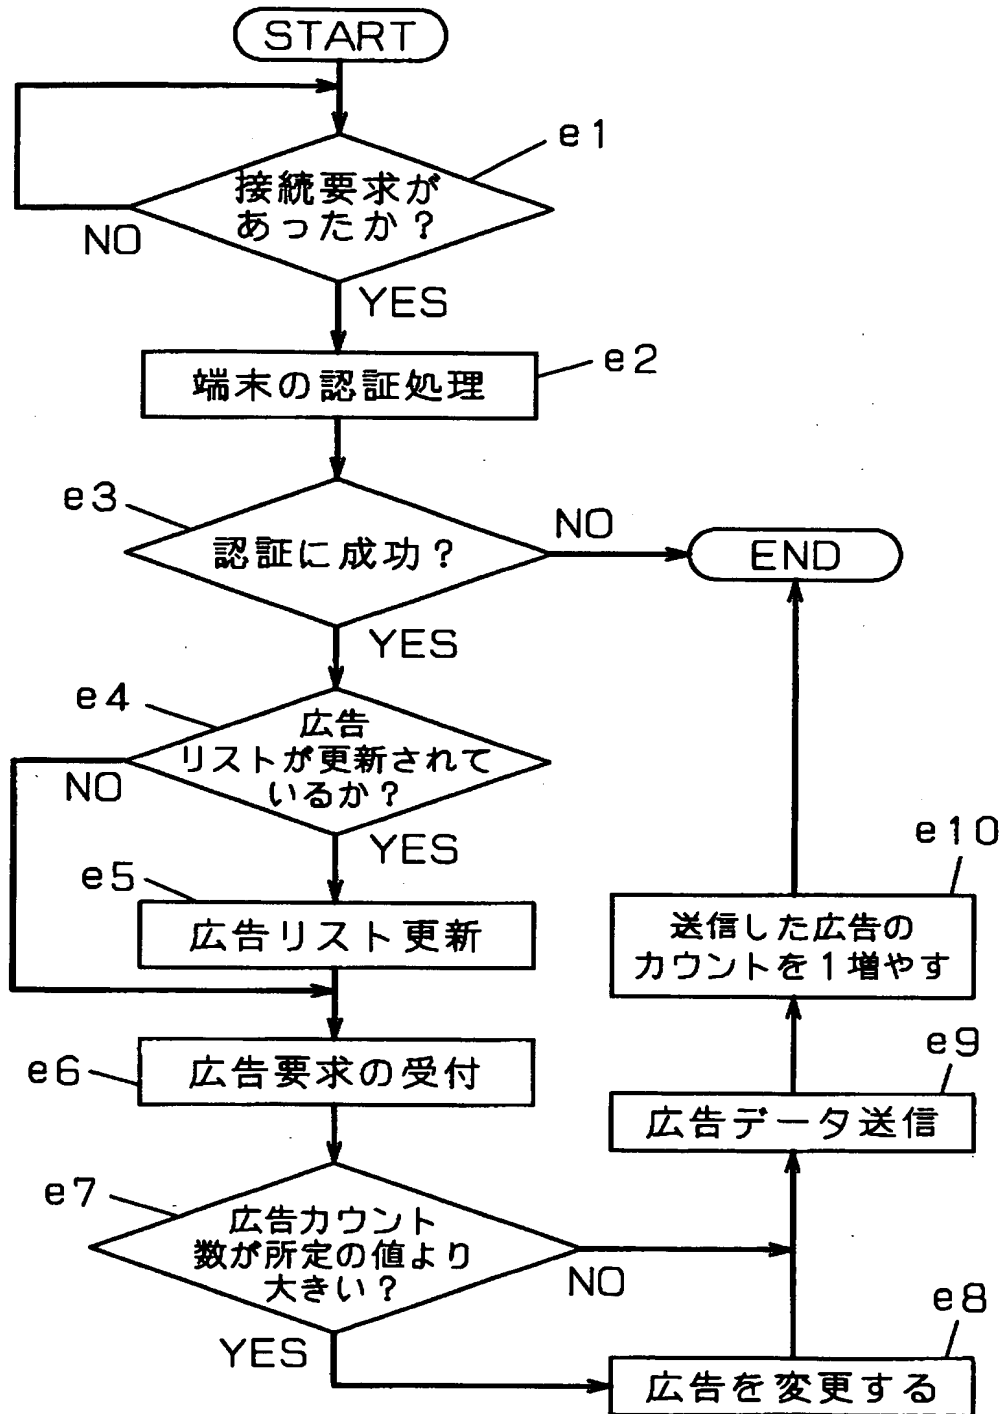 START
e1
接続要求が
あったか？
NO
YES
e2
端末の認証処理
e3
認証に成功？
NO
END
YES
e4
広告
リストが更新されて
いるか？
NO
YES
e5
広告リスト更新
e6
広告要求の受付
e7
広告カウント
数が所定の値より
大きい？
NO
YES
e8
広告を変更する
e9
広告データ送信
e10
送信した広告の
カウントを1増やす